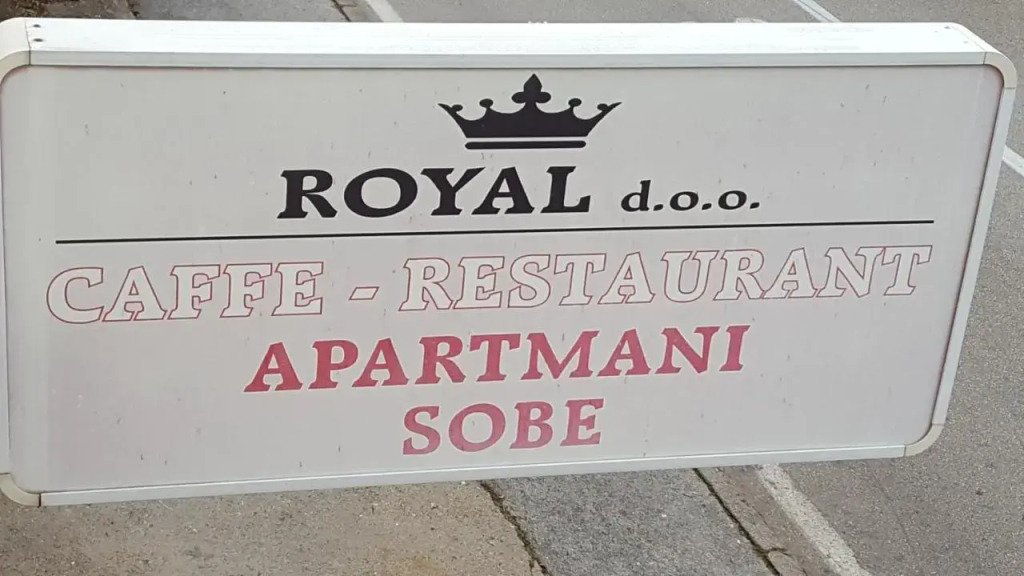 ROYAL d.o.o.
CAFFE - RESTAURANT
APARTMANI
SOBE